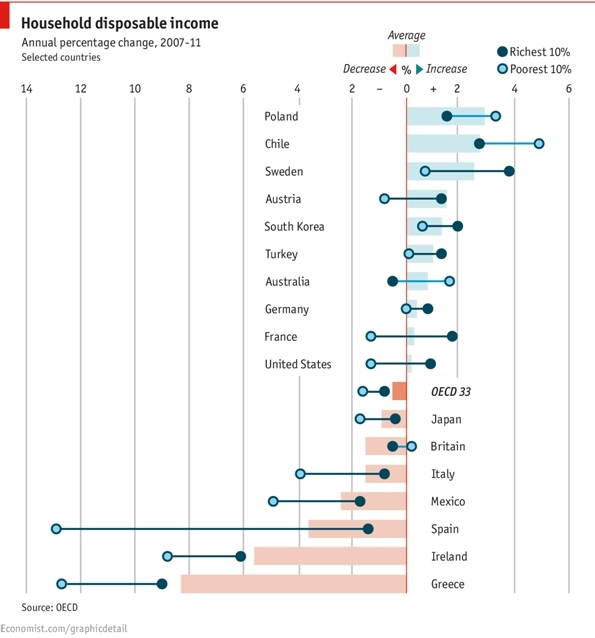 Household disposable income
Annual percentage change, 2007-11
Selected countries
Average
Decrease % Increase
Richest 10%
Poorest 10%
14 12 10 8 6 4 2 – 0 + 2 4 6
Poland
Chile
Sweden
Austria
South Korea
Turkey
Australia
Germany
France
United States
OECD 33
Japan
Britain
Italy
Mexico
Spain
Ireland
Greece
Source: OECD
Economist.com/graphicdetail